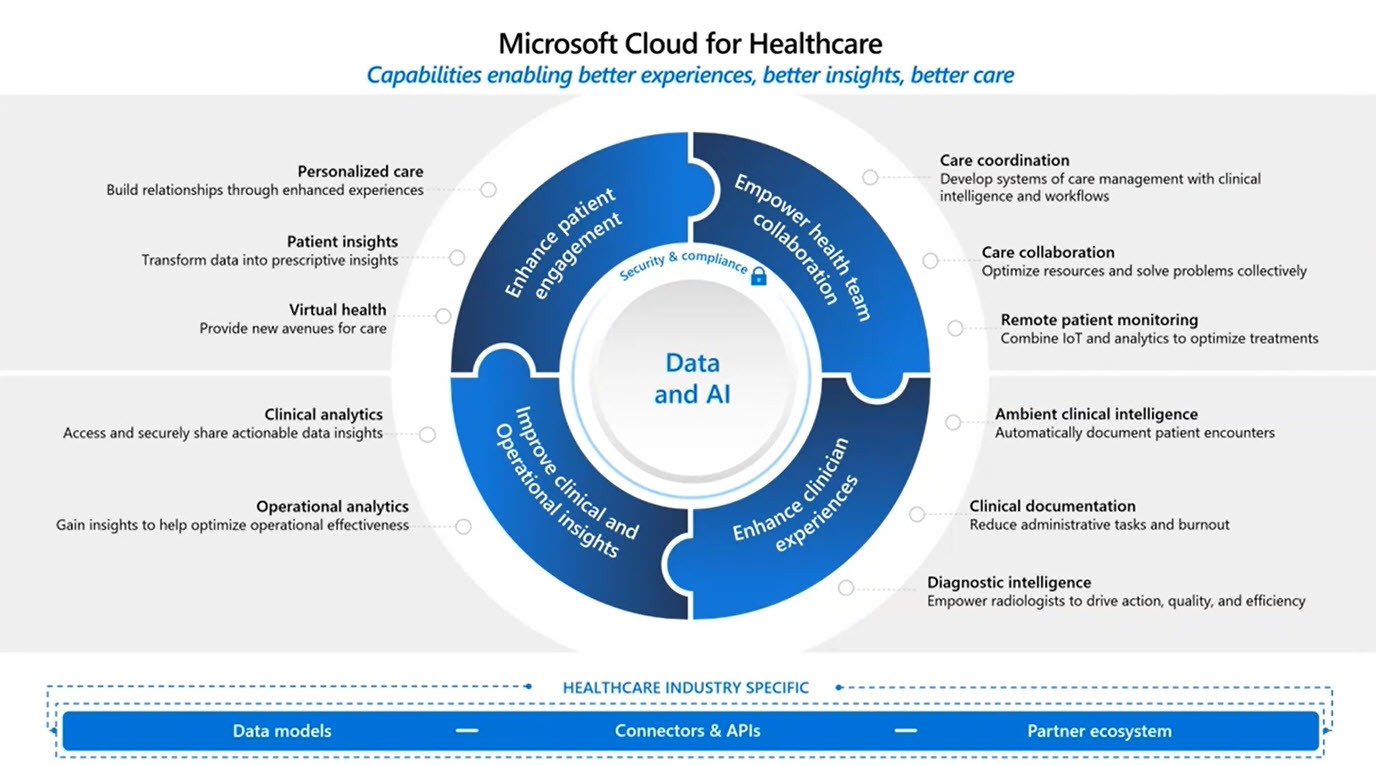 Microsoft Cloud for Healthcare
Capabilities enabling better experiences, better insights, better care
Personalized care
Build relationships through enhanced experiences
Patient insights
Transform data into prescriptive insights
Virtual health
Provide new avenues for care
Clinical analytics
Access and securely share actionable data insights
Operational analytics
Gain insights to help optimize operational effectiveness
Enhance patient
engagement
Empower health team
collaboration
Security & compliance
Data
and AI
Improve clinical and
Operational insights
Enhance clinician
experiences
Care coordination
Develop systems of care management with clinical
intelligence and workflows
Care collaboration
Optimize resources and solve problems collectively
Remote patient monitoring
Combine IoT and analytics to optimize treatments
Ambient clinical intelligence
Automatically document patient encounters
Clinical documentation
Reduce administrative tasks and burnout
Diagnostic intelligence
Empower radiologists to drive action, quality, and efficiency
HEALTHCARE INDUSTRY SPECIFIC
Data models — Connectors & APIs — Partner ecosystem